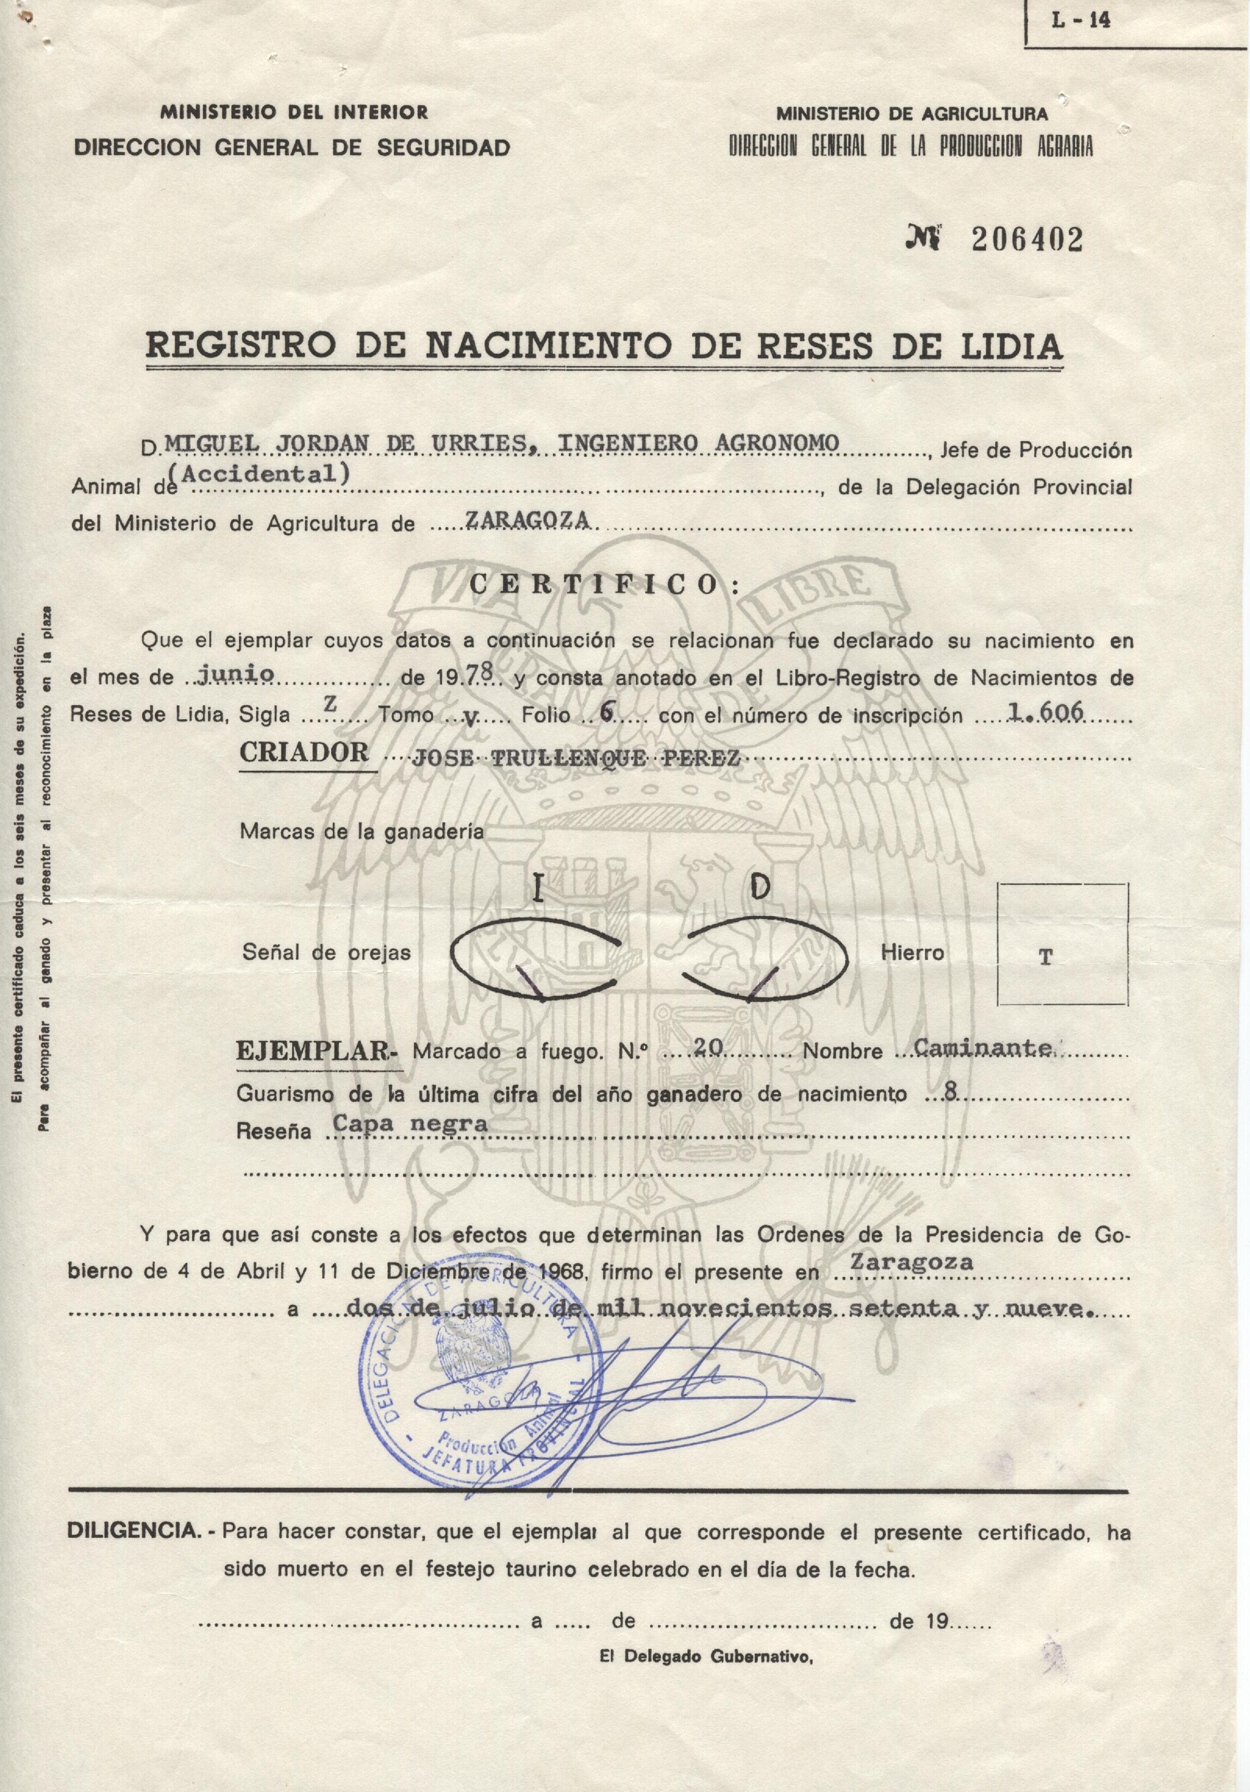 L - 14
MINISTERIO DEL INTERIOR
DIRECCION GENERAL DE SEGURIDAD
MINISTERIO DE AGRICULTURA
DIRECCION GENERAL DE LA PRODUCCION AGRARIA
Nº 206402
REGISTRO DE NACIMIENTO DE RESES DE LIDIA
D. MIGUEL JORDAN DE URRIES, INGENIERO AGRONOMO, Jefe de Producción
Animal de (Accidental), de la Delegación Provincial
del Ministerio de Agricultura de ZARAGOZA
UNA GRANDE LIBRE
CERTIFICO:
Que el ejemplar cuyos datos a continuación se relacionan fue declarado su nacimiento en
el mes de junio de 1978 y consta anotado en el Libro-Registro de Nacimientos de
Reses de Lidia, Sigla Z Tomo v Folio 6 con el número de inscripción 1.606
CRIADOR JOSE TRULLENQUE PEREZ
Marcas de la ganadería
I D
Señal de orejas Hierro T
EJEMPLAR- Marcado a fuego. N.º 20 Nombre Caminante
Guarismo de la última cifra del año ganadero de nacimiento 8
Reseña Capa negra
Y para que así conste a los efectos que determinan las Ordenes de la Presidencia de Go-
bierno de 4 de Abril y 11 de Diciembre de 1968, firmo el presente en Zaragoza
a dos de julio de mil novecientos setenta y nueve.
DELEGACION DE AGRICULTURA
ZARAGOZA
Producción Animal
JEFATURA PROVINCIAL
DILIGENCIA. - Para hacer constar, que el ejemplar al que corresponde el presente certificado, ha
sido muerto en el festejo taurino celebrado en el día de la fecha.
a ..... de ..... de 19......
El Delegado Gubernativo,
El presente certificado caduca a los seis meses de su expedición.
Para acompañar al ganado y presentar al reconocimiento en la plaza